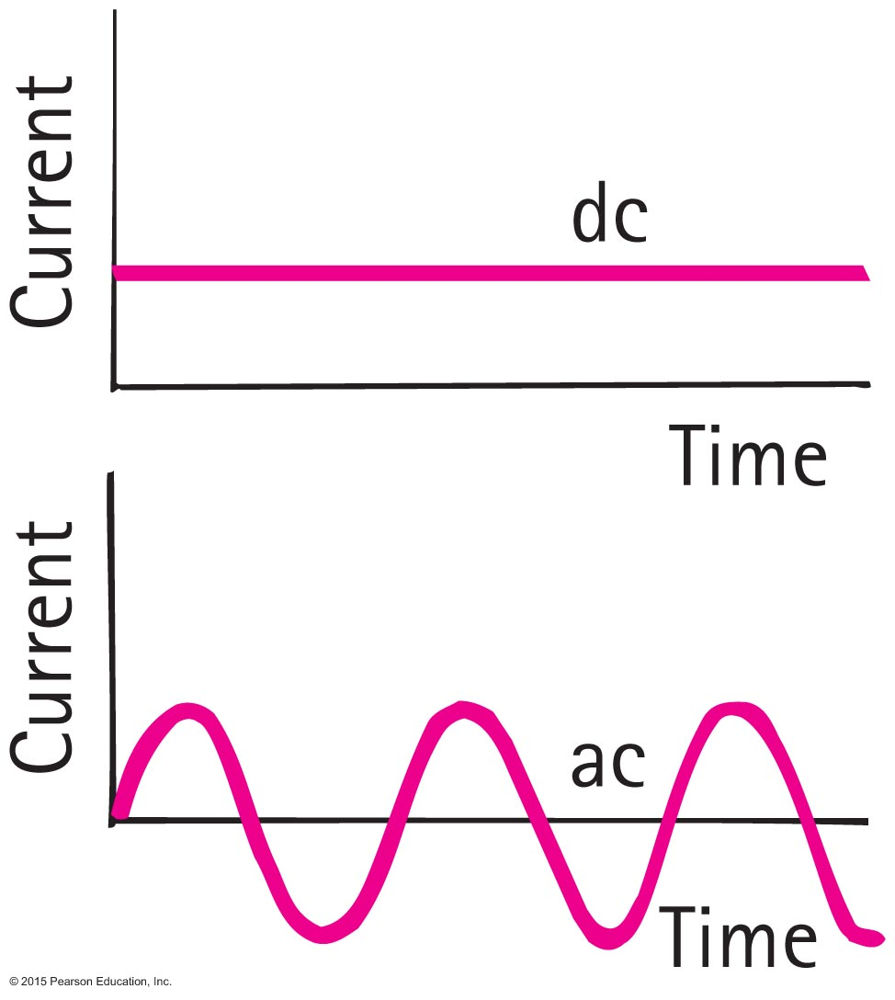 Current
dc
Time
Current
ac
Time
© 2015 Pearson Education, Inc.